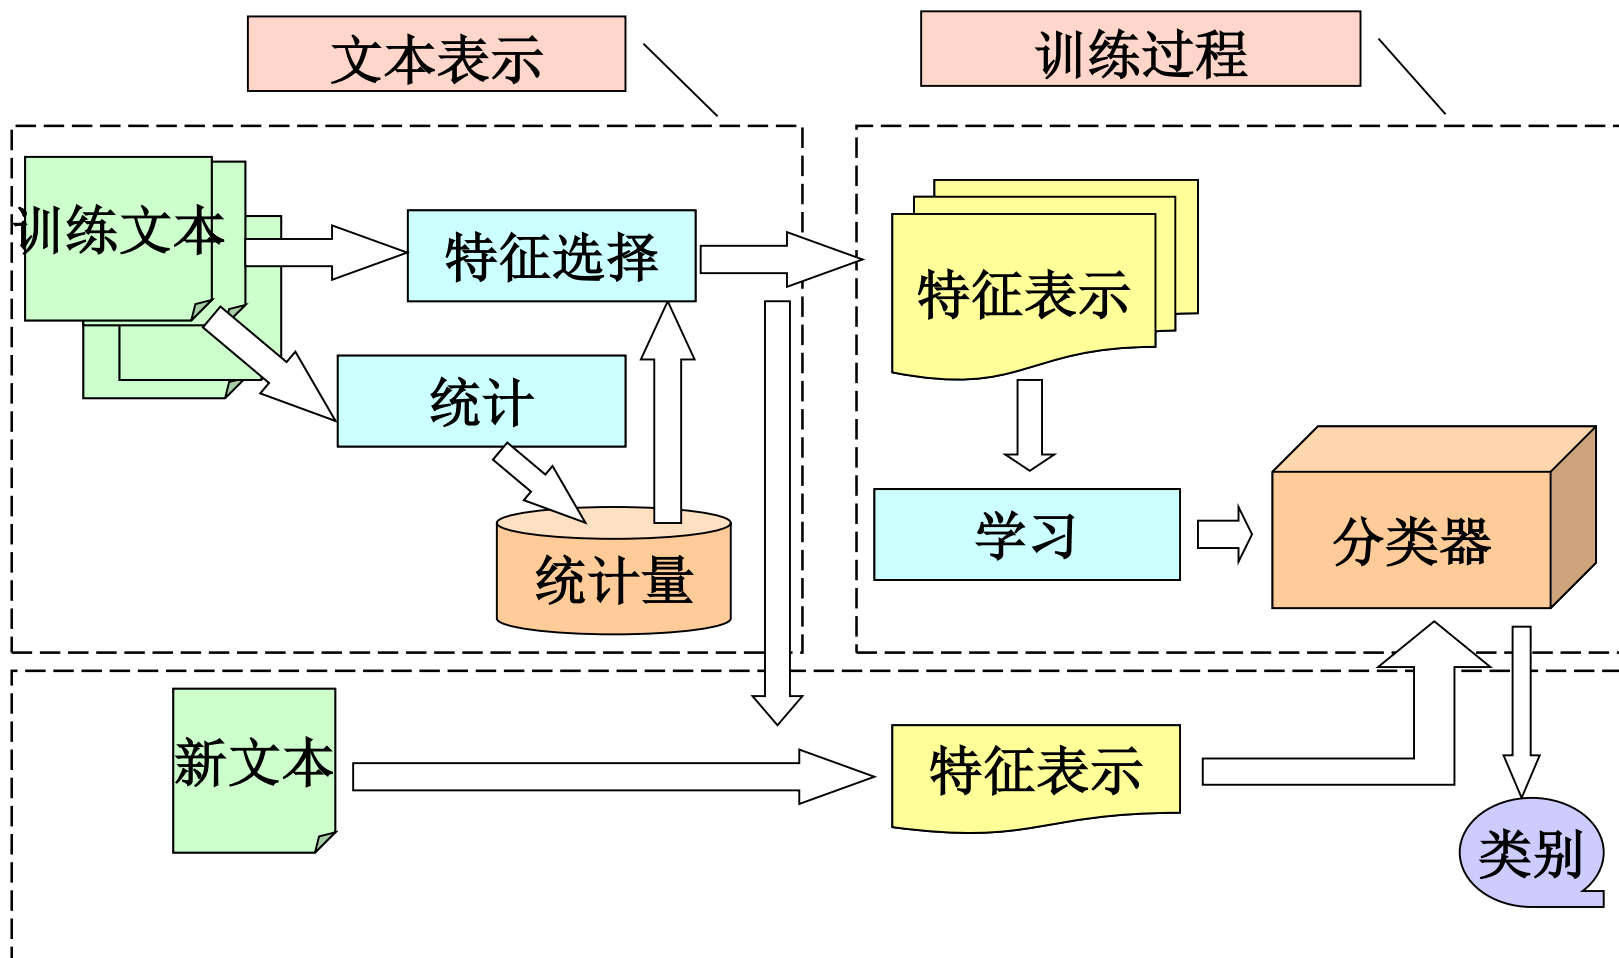 文本表示
训练过程
训练文本
特征选择
特征表示
统计
学习
分类器
统计量
新文本
特征表示
类别